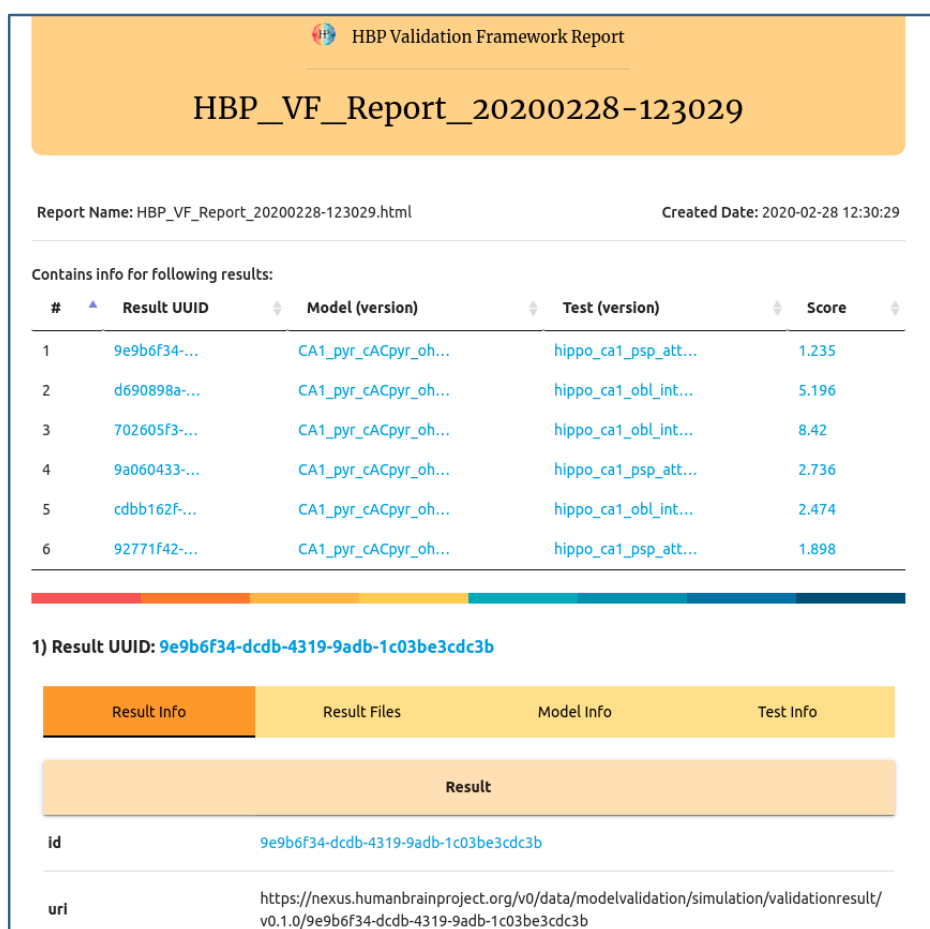 HBP Validation Framework Report
HBP_VF_Report_20200228-123029
Report Name: HBP_VF_Report_20200228-123029.html Created Date: 2020-02-28 12:30:29
Contains info for following results:
# Result UUID Model (version) Test (version) Score
1 9e9b6f34-... CA1_pyr_cACpyr_oh... hippo_ca1_psp_att... 1.235
2 d690898a-... CA1_pyr_cACpyr_oh... hippo_ca1_obl_int... 5.196
3 702605f3-... CA1_pyr_cACpyr_oh... hippo_ca1_obl_int... 8.42
4 9a060433-... CA1_pyr_cACpyr_oh... hippo_ca1_psp_att... 2.736
5 cdbb162f-... CA1_pyr_cACpyr_oh... hippo_ca1_obl_int... 2.474
6 92771f42-... CA1_pyr_cACpyr_oh... hippo_ca1_psp_att... 1.898
1) Result UUID: 9e9b6f34-dcdb-4319-9adb-1c03be3cdc3b
Result Info Result Files Model Info Test Info
Result
id 9e9b6f34-dcdb-4319-9adb-1c03be3cdc3b
uri https://nexus.humanbrainproject.org/v0/data/modelvalidation/simulation/validationresult/
v0.1.0/9e9b6f34-dcdb-4319-9adb-1c03be3cdc3b